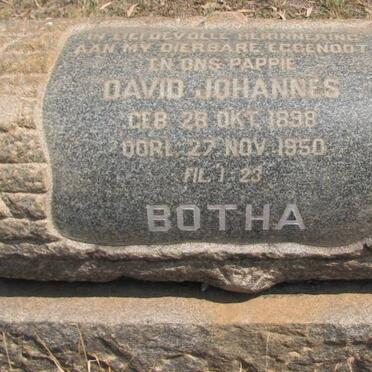 IN LIEFDEVOLLE HERINNERING
AAN MY DIERBARE EGGENOOT
EN ONS PAPPIE
DAVID JOHANNES
GEB. 28 OKT. 1898
OORL. 27 NOV. 1950
FIL. 1:23
BOTHA